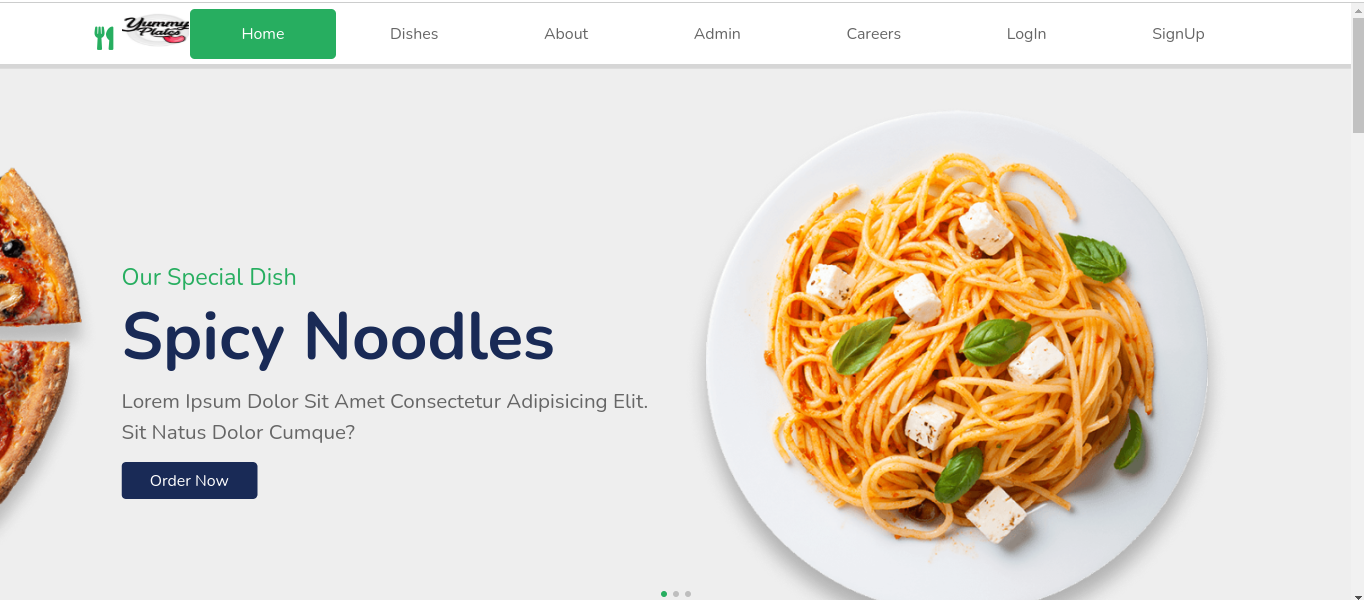 Yummy
Plates
Home
Dishes
About
Admin
Careers
LogIn
SignUp
Our Special Dish
Spicy Noodles
Lorem Ipsum Dolor Sit Amet Consectetur Adipisicing Elit.
Sit Natus Dolor Cumque?
Order Now